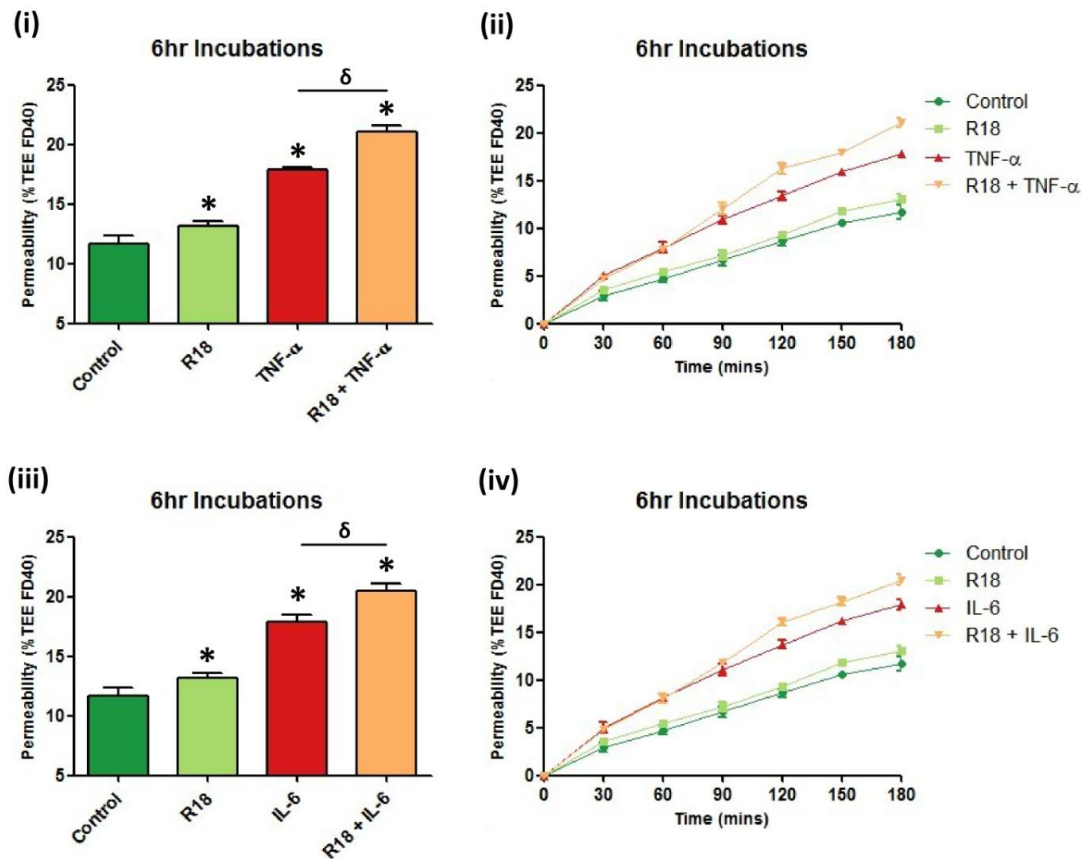 (i)
6hr Incubations
Permeability (%TEE FD40)
25
20
15
10
5
δ
*
*
*
Control
R18
TNF-α
R18 + TNF-α
(ii)
6hr Incubations
Permeability (%TEE FD40)
25
20
15
10
5
0
0 30 60 90 120 150 180
Time (mins)
Control
R18
TNF-α
R18 + TNF-α
(iii)
6hr Incubations
Permeability (%TEE FD40)
25
20
15
10
5
δ
*
*
*
Control
R18
IL-6
R18 + IL-6
(iv)
6hr Incubations
Permeability (%TEE FD40)
25
20
15
10
5
0
0 30 60 90 120 150 180
Time (mins)
Control
R18
IL-6
R18 + IL-6